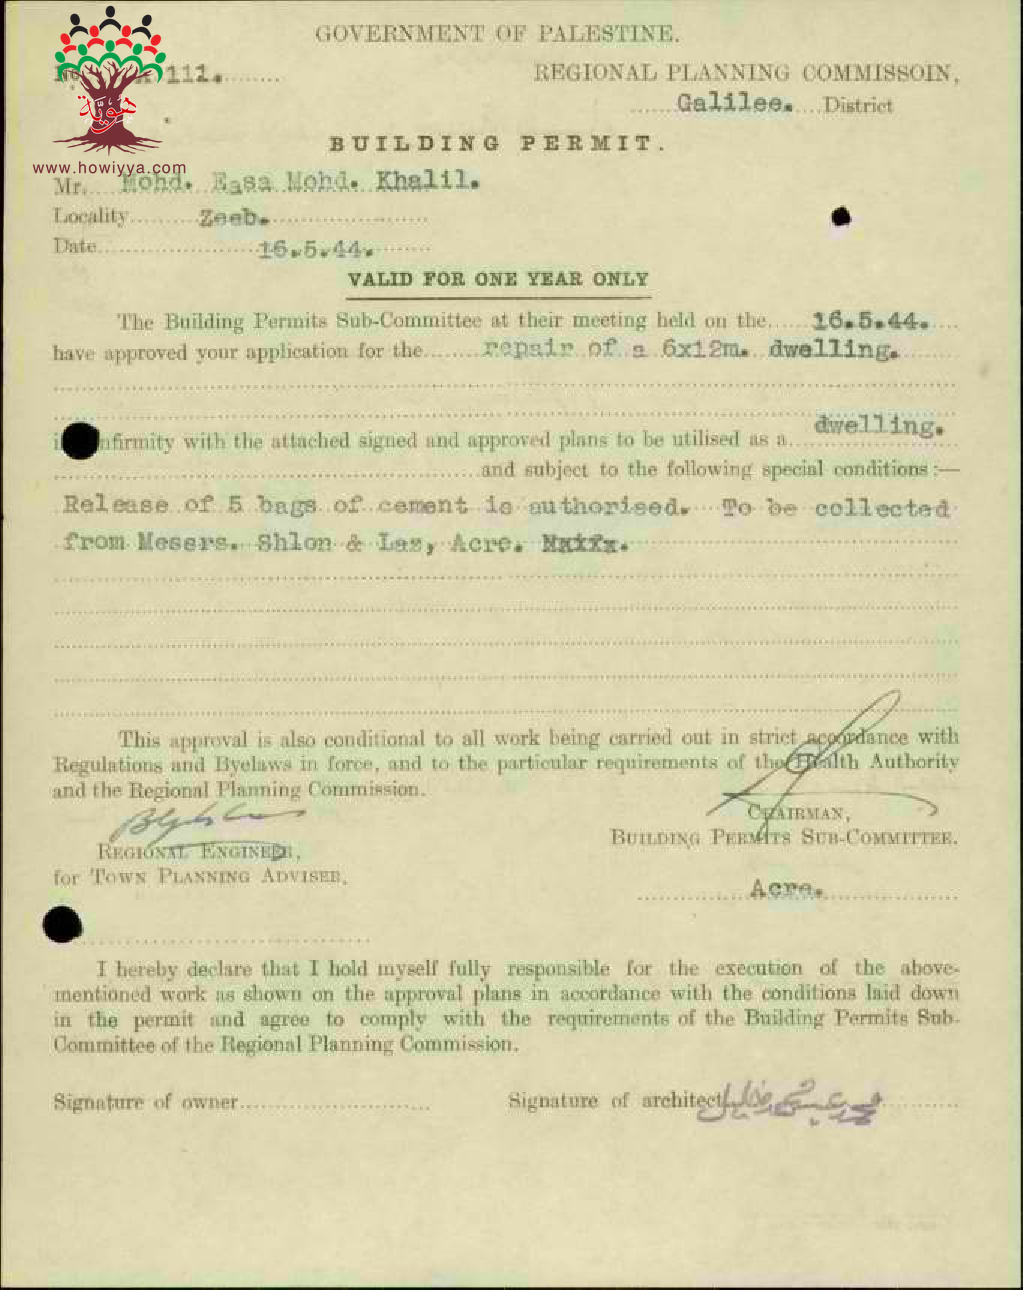 GOVERNMENT OF PALESTINE.
111.
REGIONAL PLANNING COMMISSOIN,
Galilee. District
هوية
BUILDING PERMIT.
www.howiyya.com
Mr. Mohd. Easa Mohd. Khalil.
Locality Zeeb.
Date 16.5.44.
VALID FOR ONE YEAR ONLY
The Building Permits Sub-Committee at their meeting held on the 16.5.44.
have approved your application for the repair of a 6x12m. dwelling.
dwelling.
nfirmity with the attached signed and approved plans to be utilised as a
and subject to the following special conditions:—
Release of 5 bags of cement is authorised. To be collected
from Messrs. Shlon & Laz, Acre.
This approval is also conditional to all work being carried out in strict accordance with
Regulations and Byelaws in force, and to the particular requirements of the Health Authority
and the Regional Planning Commission.
CHAIRMAN,
BUILDING PERMITS SUB-COMMITTEE.
REGIONAL ENGINEER,
for TOWN PLANNING ADVISER.
Acre.
I hereby declare that I hold myself fully responsible for the execution of the above-
mentioned work as shown on the approval plans in accordance with the conditions laid down
in the permit and agree to comply with the requirements of the Building Permits Sub-
Committee of the Regional Planning Commission.
Signature of owner
Signature of architect محمد عيسى محمد خليل